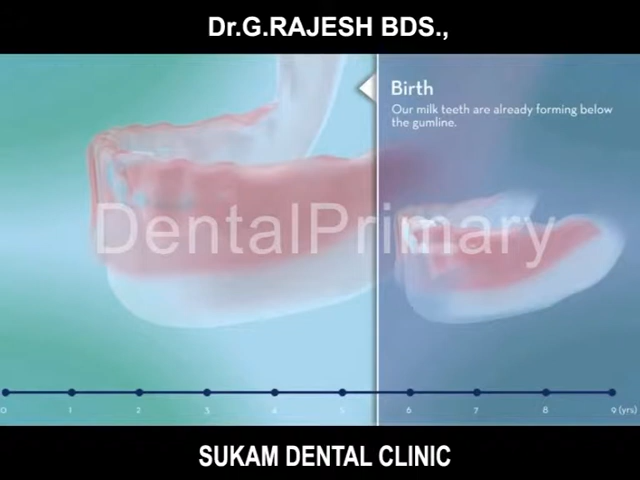 Dr.G.RAJESH BDS.,
Birth
Our milk teeth are already forming below
the gumline.
DentalPrimary
0 1 2 3 4 5 6 7 8 9 (yrs)
SUKAM DENTAL CLINIC